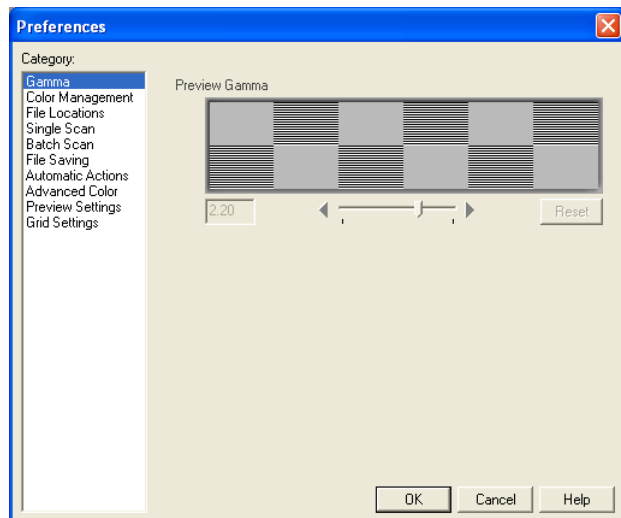 Preferences
Category:
Gamma
Color Management
File Locations
Single Scan
Batch Scan
File Saving
Automatic Actions
Advanced Color
Preview Settings
Grid Settings
Preview Gamma
2.20
Reset
OK Cancel Help